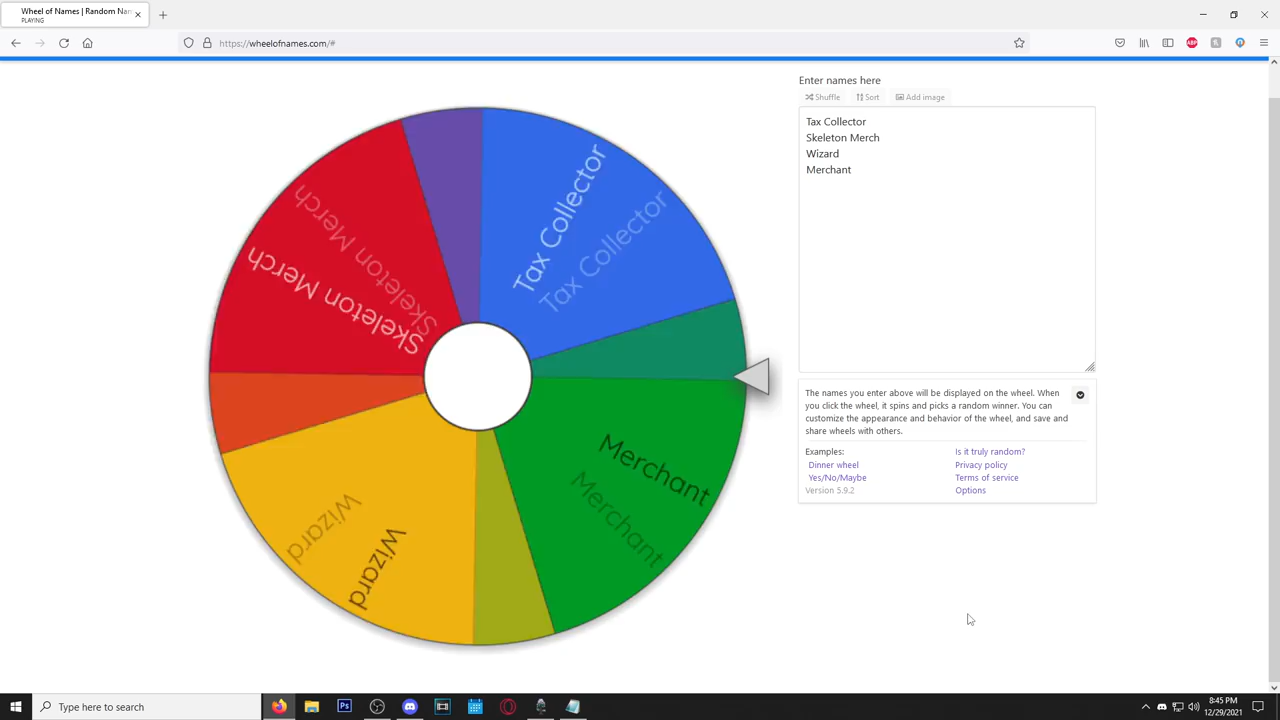 Wheel of Names | Random Nam
PLAYING
https://wheelofnames.com/#
ABP
Enter names here
Shuffle
Sort
Add image
Tax Collector
Skeleton Merch
Wizard
Merchant
Tax Collector
Tax Collector
Skeleton Merch
Skeleton Merch
Merchant
Merchant
Wizard
Wizard
The names you enter above will be displayed on the wheel. When
you click the wheel, it spins and picks a random winner. You can
customize the appearance and behavior of the wheel, and save and
share wheels with others.
Examples:
Is it truly random?
Dinner wheel
Privacy policy
Yes/No/Maybe
Terms of service
Version 5.9.2
Options
Type here to search
Ps
8:45 PM
12/29/2021